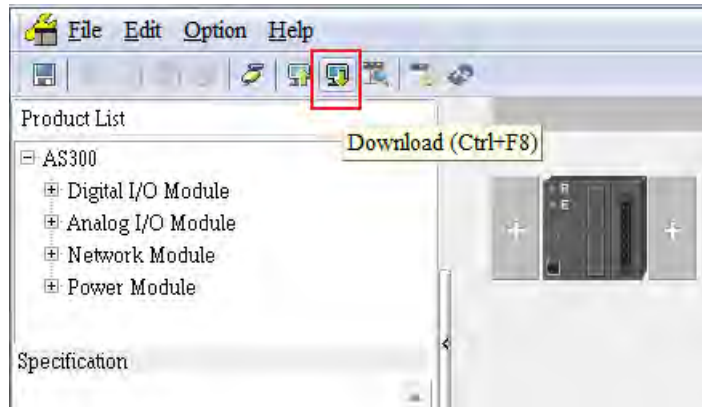 File Edit Option Help
Product List
Download (Ctrl+F8)
AS300
Digital I/O Module
Analog I/O Module
Network Module
Power Module
Specification
R
E